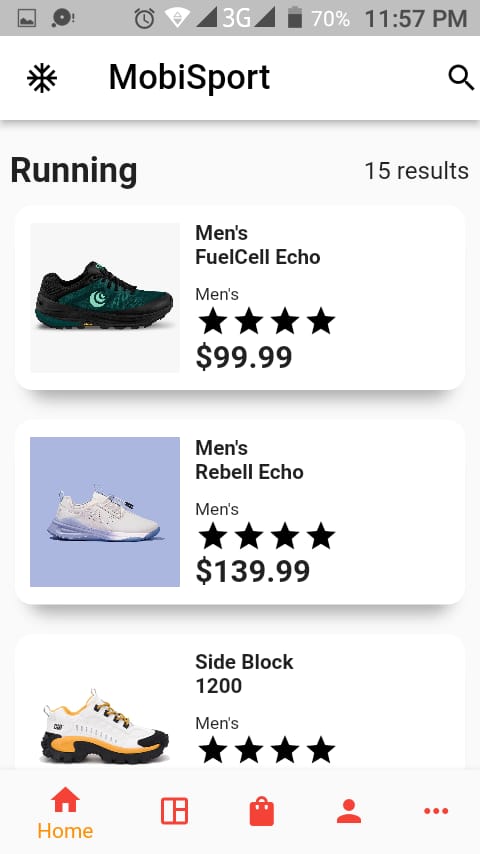 3G 70% 11:57 PM
MobiSport
Running
15 results
Men's
FuelCell Echo
Men's
$99.99
Men's
Rebell Echo
Men's
$139.99
Side Block
1200
Men's
CAT
Home